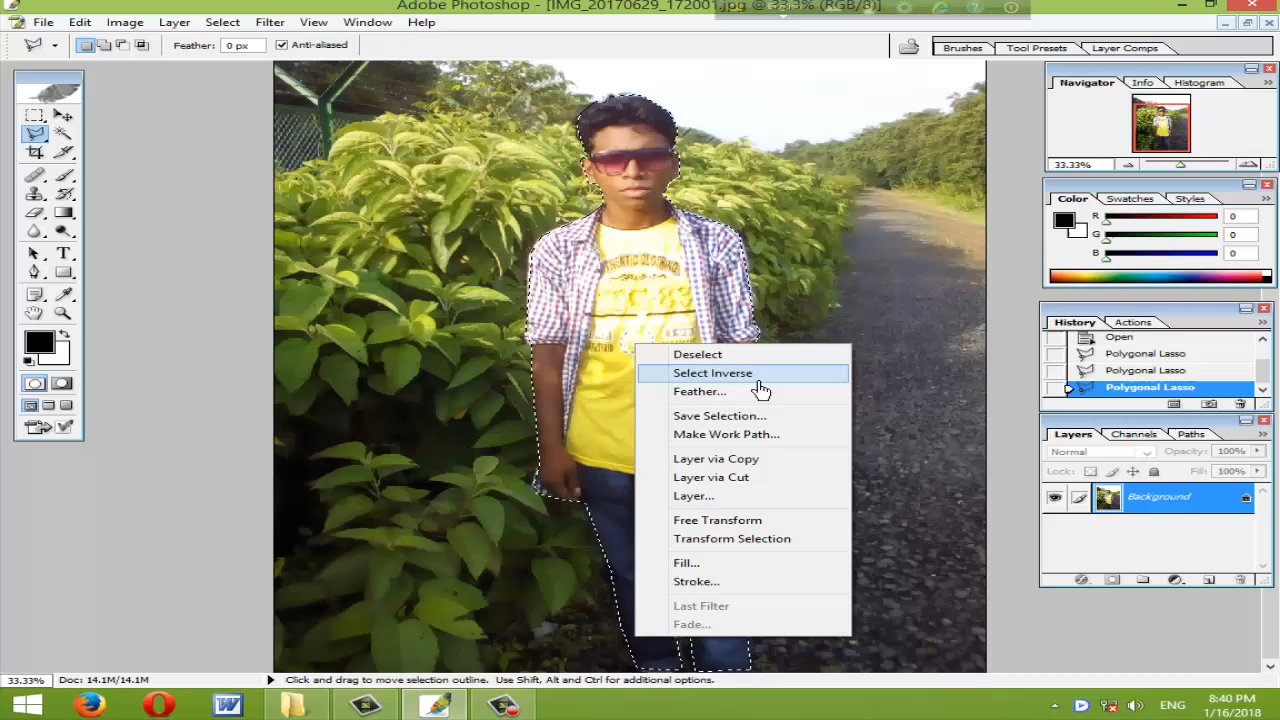 Adobe Photoshop - [IMG_20170629_172001.jpg @ 33.3% (RGB/8)]
File Edit Image Layer Select Filter View Window Help
Feather: 0 px Anti-aliased
Brushes Tool Presets Layer Comps
Navigator Info Histogram
33.33%
Color Swatches Styles
R 0
G 0
B 0
AUTHENTIC CLOTHING
History Actions
Open
Polygonal Lasso
Polygonal Lasso
Polygonal Lasso
Deselect
Select Inverse
Feather...
Save Selection...
Make Work Path...
Layer via Copy
Layer via Cut
Layer...
Free Transform
Transform Selection
Fill...
Stroke...
Last Filter
Fade...
Layers Channels Paths
Normal Opacity: 100%
Lock: Fill: 100%
Background
33.33% Doc: 14.1M/14.1M Click and drag to move selection outline. Use Shift, Alt and Ctrl for additional options.
ENG
8:40 PM
1/16/2018